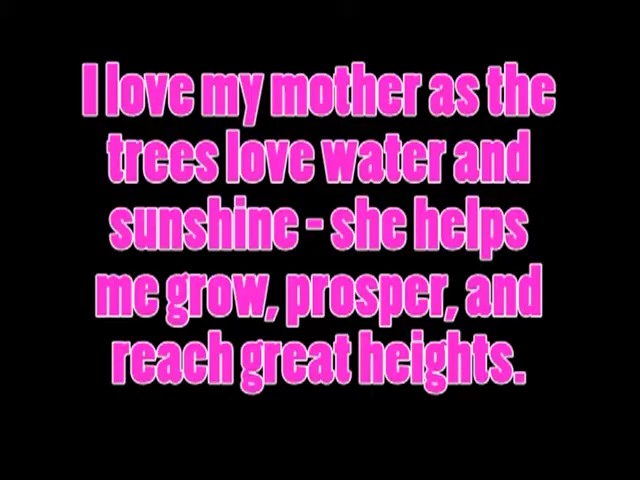 I love my mother as the
trees love water and
sunshine - she helps
me grow, prosper, and
reach great heights.